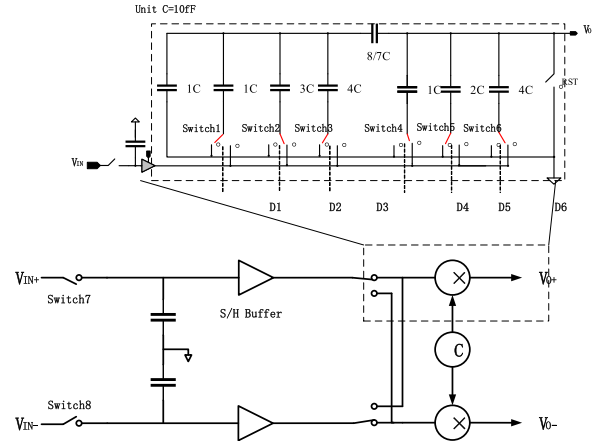 Unit C=10fF
V0
8/7C
1C
1C
3C
4C
1C
2C
4C
RST
Switch1
Switch2
Switch3
Switch4
Switch5
Switch6
VIN
D1
D2
D3
D4
D5
D6
VIN+
Switch7
S/H Buffer
×
V0+
C
Switch8
VIN-
×
V0-